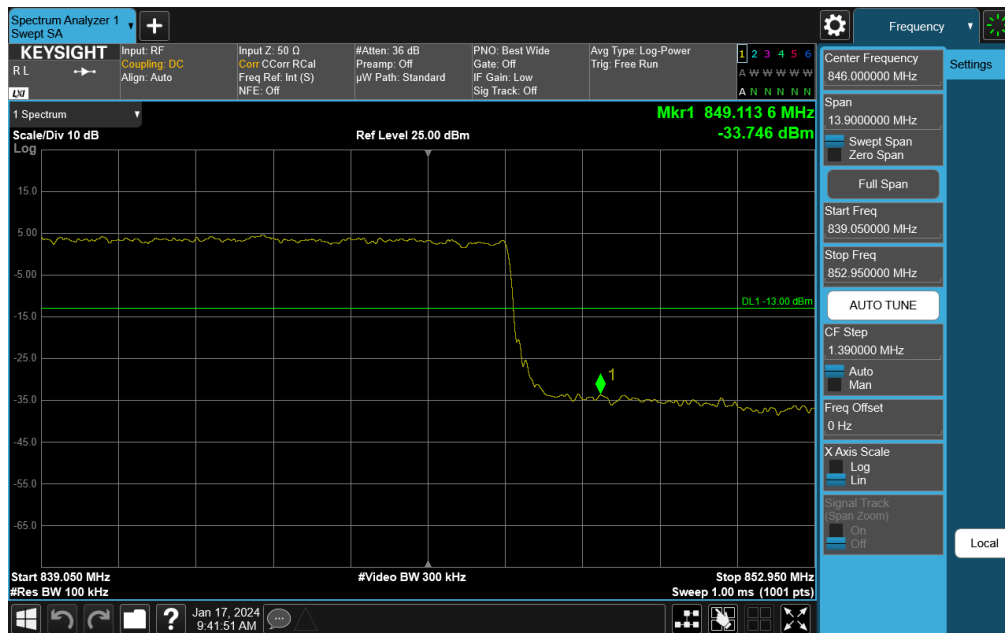 Spectrum Analyzer 1
Swept SA
Frequency
KEYSIGHT
R L
LXI
Input: RF
Coupling: DC
Align: Auto
Input Z: 50 Ω
Corr CCorr RCal
Freq Ref: Int (S)
NFE: Off
#Atten: 36 dB
Preamp: Off
µW Path: Standard
PNO: Best Wide
Gate: Off
IF Gain: Low
Sig Track: Off
Avg Type: Log-Power
Trig: Free Run
1 2 3 4 5 6
A W W W W W
A N N N N N
1 Spectrum
Mkr1 849.113 6 MHz
Scale/Div 10 dB
Ref Level 25.00 dBm
-33.746 dBm
Log
15.0
5.00
-5.00
DL1 -13.00 dBm
-15.0
-25.0
1
-35.0
-45.0
-55.0
-65.0
Start 839.050 MHz
#Video BW 300 kHz
Stop 852.950 MHz
#Res BW 100 kHz
Sweep 1.00 ms (1001 pts)
?
Jan 17, 2024
9:41:51 AM
Center Frequency
846.000000 MHz
Settings
Span
13.9000000 MHz
Swept Span
Zero Span
Full Span
Start Freq
839.050000 MHz
Stop Freq
852.950000 MHz
AUTO TUNE
CF Step
1.390000 MHz
Auto
Man
Freq Offset
0 Hz
X Axis Scale
Log
Lin
Signal Track
(Span Zoom)
On
Off
Local